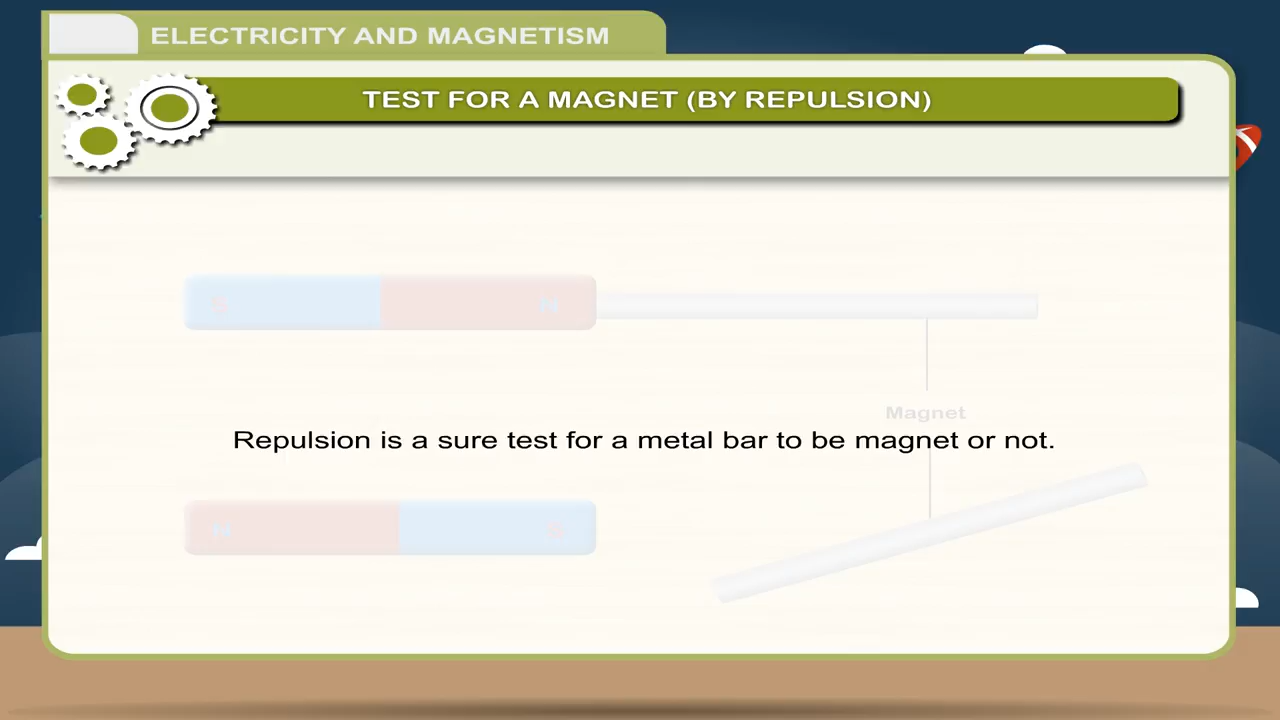 ELECTRICITY AND MAGNETISM
TEST FOR A MAGNET (BY REPULSION)
Magnet
Repulsion is a sure test for a metal bar to be magnet or not.